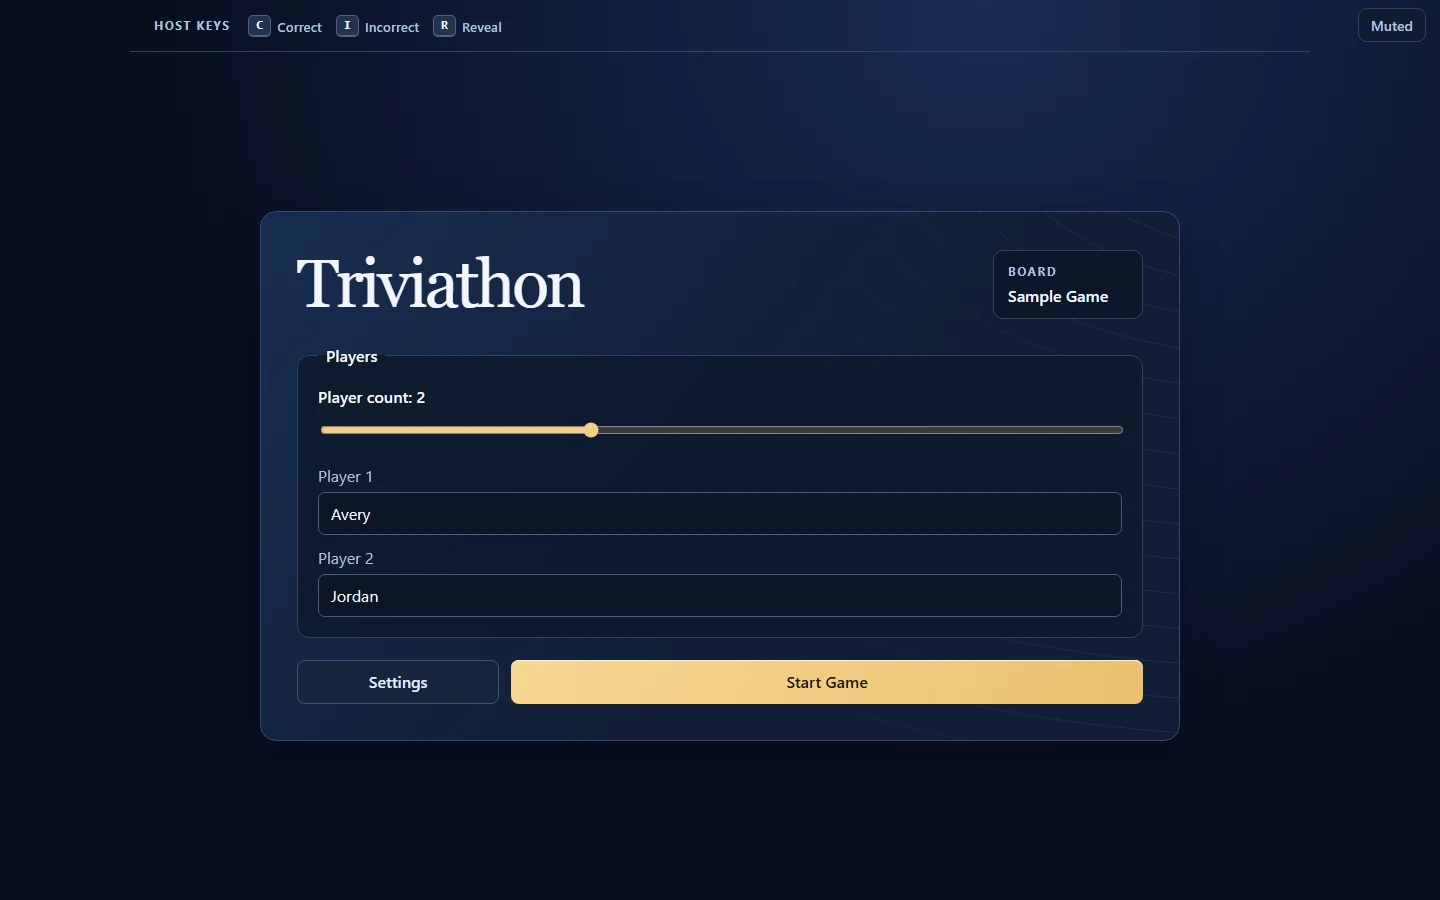 HOST KEYS C Correct I Incorrect R Reveal
Muted
Triviathon
BOARD
Sample Game
Players
Player count: 2
Player 1
Avery
Player 2
Jordan
Settings
Start Game